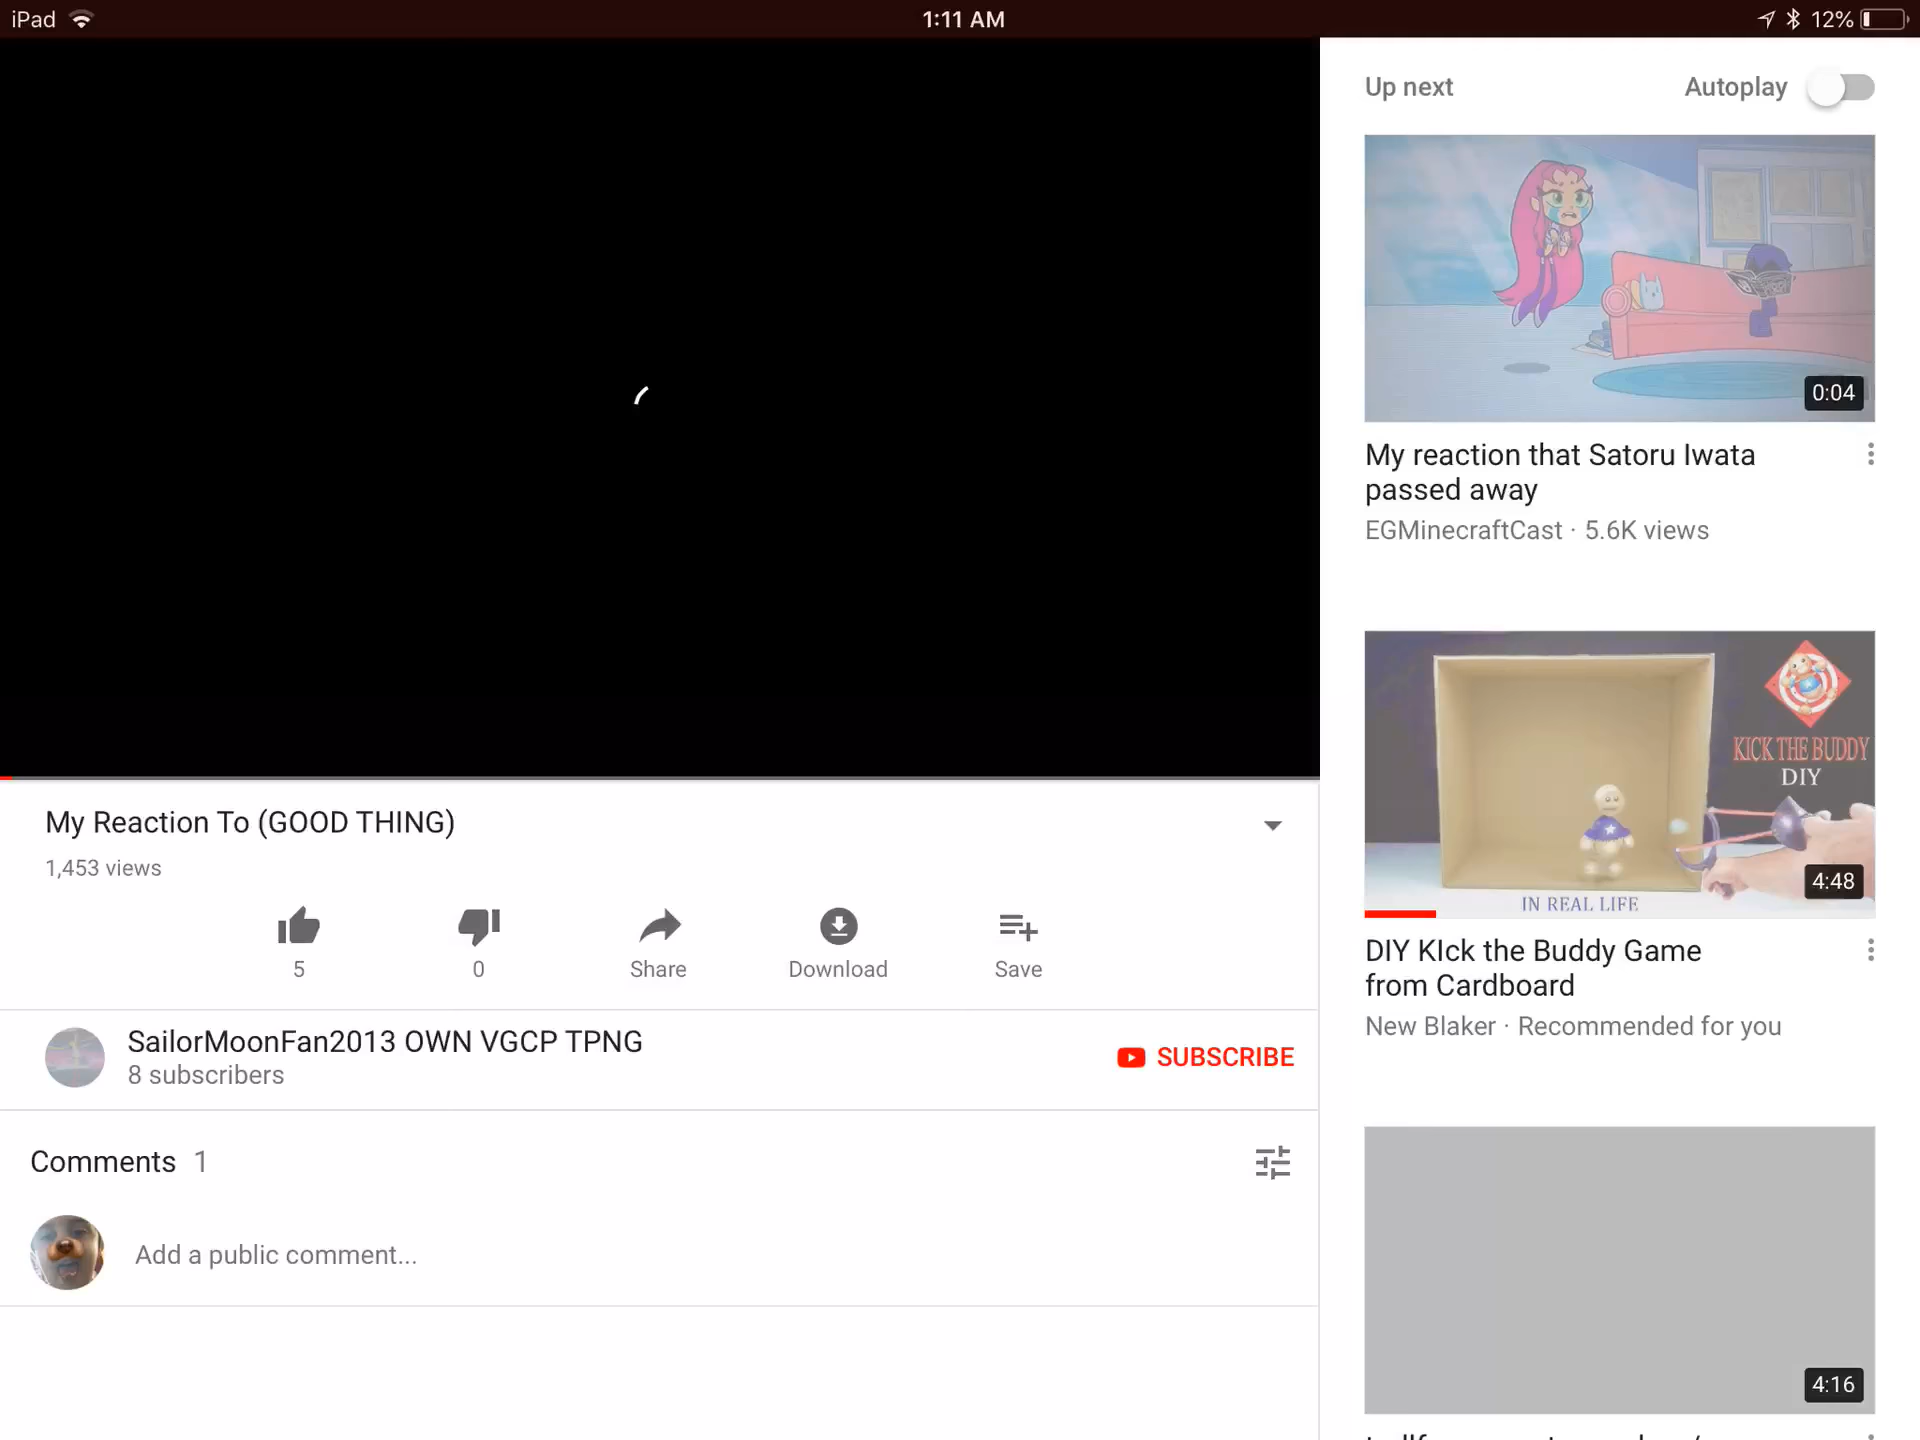 iPad
1:11 AM
12%
Up next
Autoplay
0:04
My reaction that Satoru Iwata
passed away
EGMinecraftCast · 5.6K views
KICK THE BUDDY
DIY
4:48
IN REAL LIFE
DIY KIck the Buddy Game
from Cardboard
New Blaker · Recommended for you
4:16
My Reaction To (GOOD THING)
1,453 views
5
0
Share
Download
Save
SailorMoonFan2013 OWN VGCP TPNG
8 subscribers
SUBSCRIBE
Comments 1
Add a public comment...